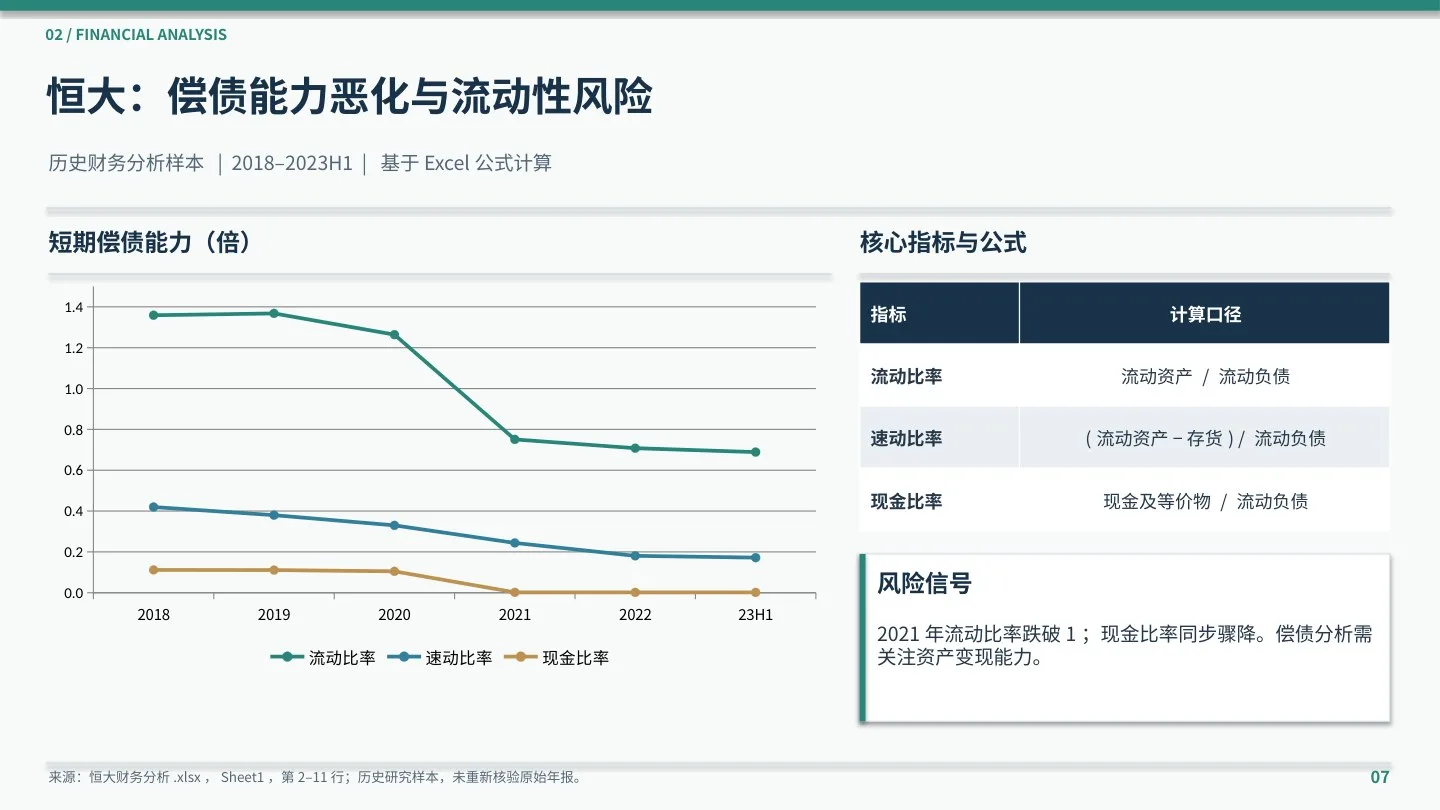 02 / FINANCIAL ANALYSIS
恒大：偿债能力恶化与流动性风险
历史财务分析样本 | 2018–2023H1 | 基于 Excel 公式计算
短期偿债能力（倍）
1.4
1.2
1.0
0.8
0.6
0.4
0.2
0.0
2018 2019 2020 2021 2022 23H1
流动比率 速动比率 现金比率
核心指标与公式
指标 计算口径
流动比率 流动资产 / 流动负债
速动比率 ( 流动资产 − 存货 ) / 流动负债
现金比率 现金及等价物 / 流动负债
风险信号
2021 年流动比率跌破 1 ；现金比率同步骤降。偿债分析需
关注资产变现能力。
来源：恒大财务分析 .xlsx ， Sheet1 ，第 2–11 行；历史研究样本，未重新核验原始年报。
07